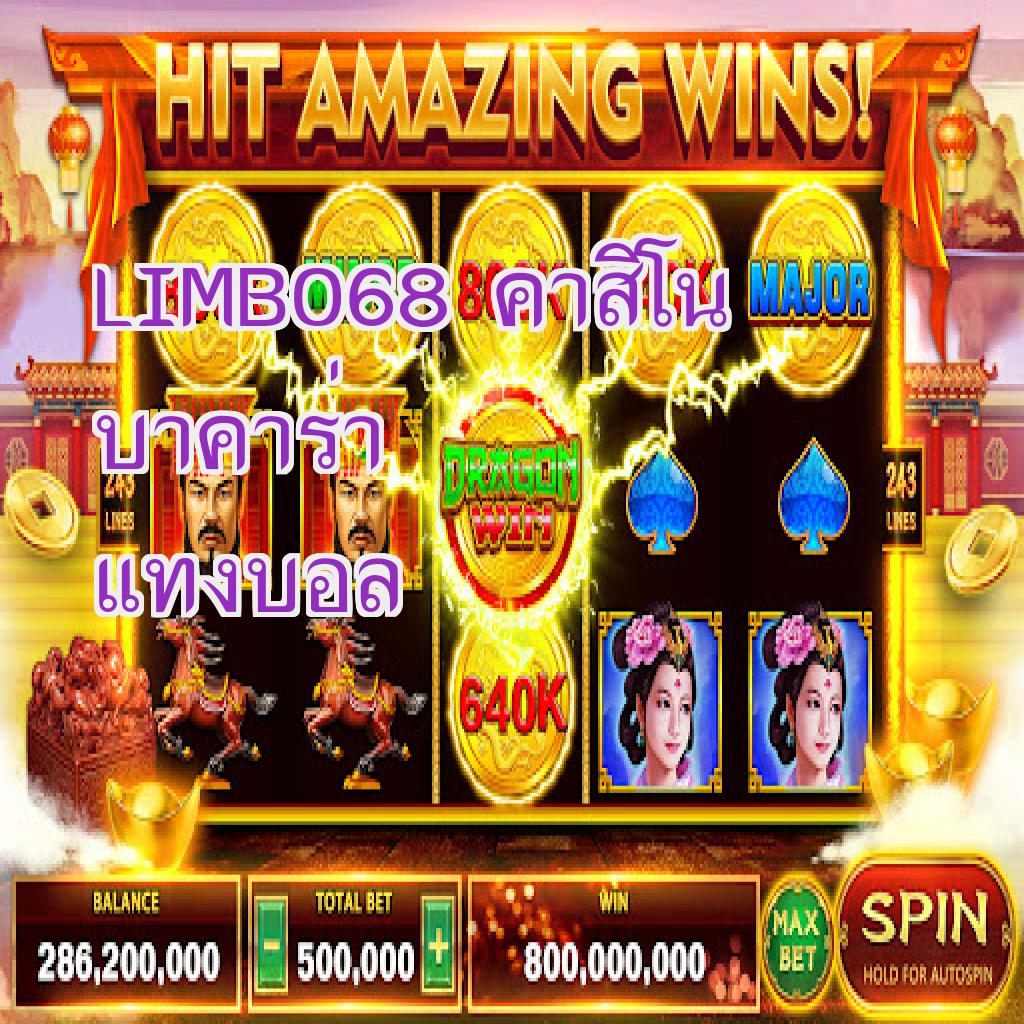 HIT AMAZING WINS!
LIMBO68 คาสิโน
MAJOR
บาคาร่า
243
LINES
243
LINES
DRAGON
WIN
แทงบอล
640K
BALANCE
TOTAL BET
WIN
286,200,000
- 500,000 +
800,000,000
MAX
BET
SPIN
HOLD FOR AUTOSPIN